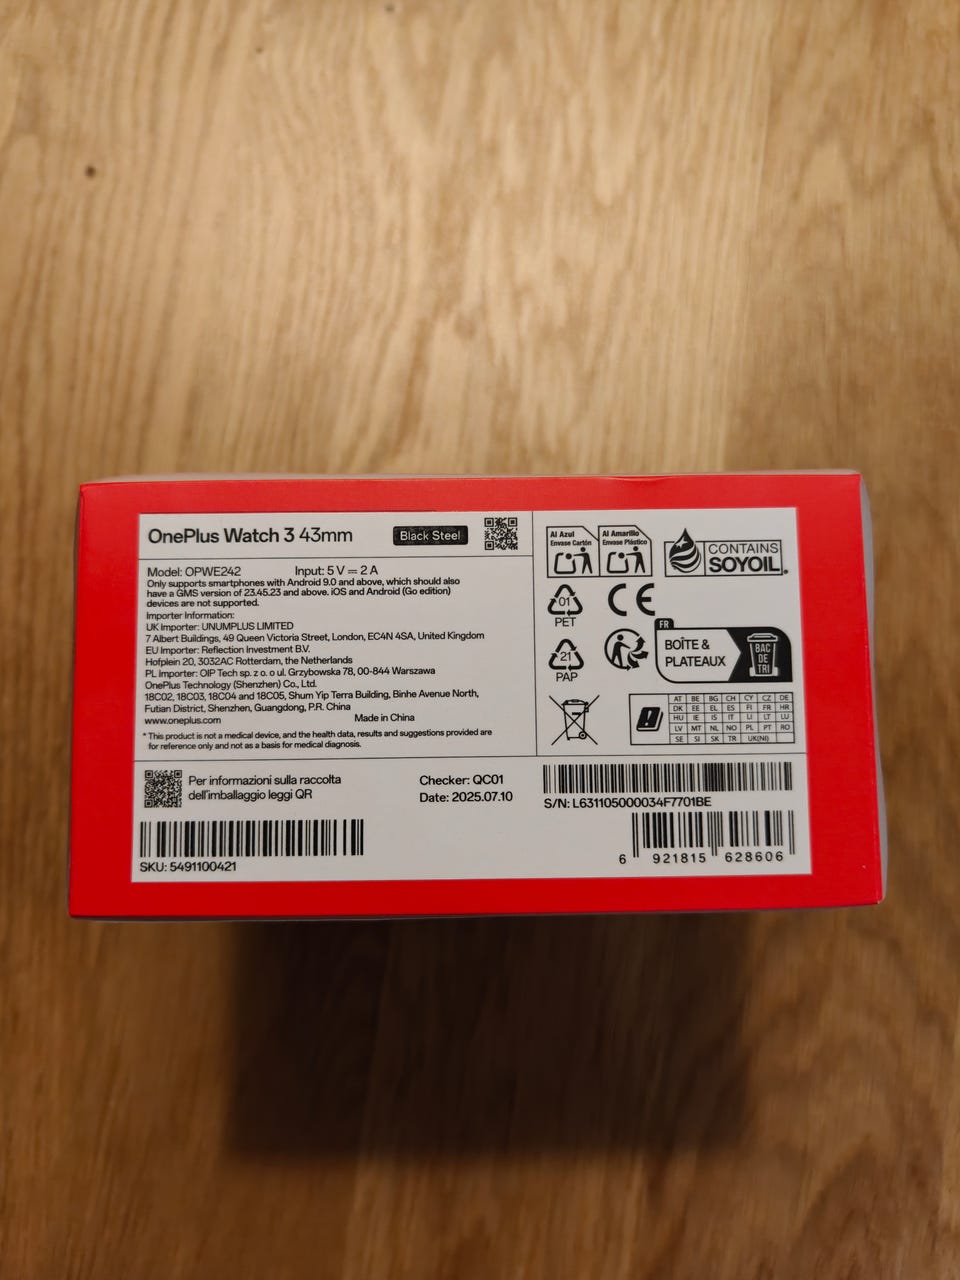 OnePlus Watch 3 43mm
Black Steel
Model: OPWE242 Input: 5 V ⎓ 2 A
Only supports smartphones with Android 9.0 and above, which should also
have a GMS version of 23.45.23 and above. iOS and Android (Go edition)
devices are not supported.
Importer Information:
UK Importer: UNUMPLUS LIMITED
7 Albert Buildings, 49 Queen Victoria Street, London, EC4N 4SA, United Kingdom
EU Importer: Reflection Investment B.V.
Hofplein 20, 3032AC Rotterdam, the Netherlands
PL Importer: OIP Tech sp. z o. o ul. Grzybowska 78, 00-844 Warszawa
OnePlus Technology (Shenzhen) Co., Ltd.
18C02, 18C03, 18C04 and 18C05, Shum Yip Terra Building, Binhe Avenue North,
Futian District, Shenzhen, Guangdong, P.R. China
www.oneplus.com Made in China
* This product is not a medical device, and the health data, results and suggestions provided are
for reference only and not as a basis for medical diagnosis.
Al Azul
Envase Cartón
Al Amarillo
Envase Plástico
CONTAINS
SOYOIL
01
PET
CE
21
PAP
FR
BOÎTE &
PLATEAUX
BAC
DE
TRI
AT BE BG CH CY CZ DE
DK EE EL ES FI FR HR
HU IE IS IT LI LT LU
LV MT NL NO PL PT RO
SE SI SK TR UK(NI)
Per informazioni sulla raccolta
dell'imballaggio leggi QR
Checker: QC01
Date: 2025.07.10
SKU: 5491100421
S/N: L631105000034F7701BE
6 921815 628606